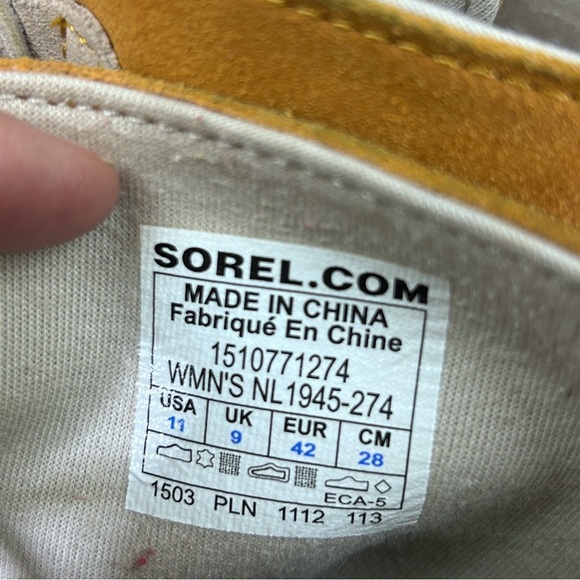 SOREL.COM
MADE IN CHINA
Fabriqué En Chine
1510771274
WMN'S NL1945-274
USA UK EUR CM
11 9 42 28
ECA-5
1503 PLN 1112 113